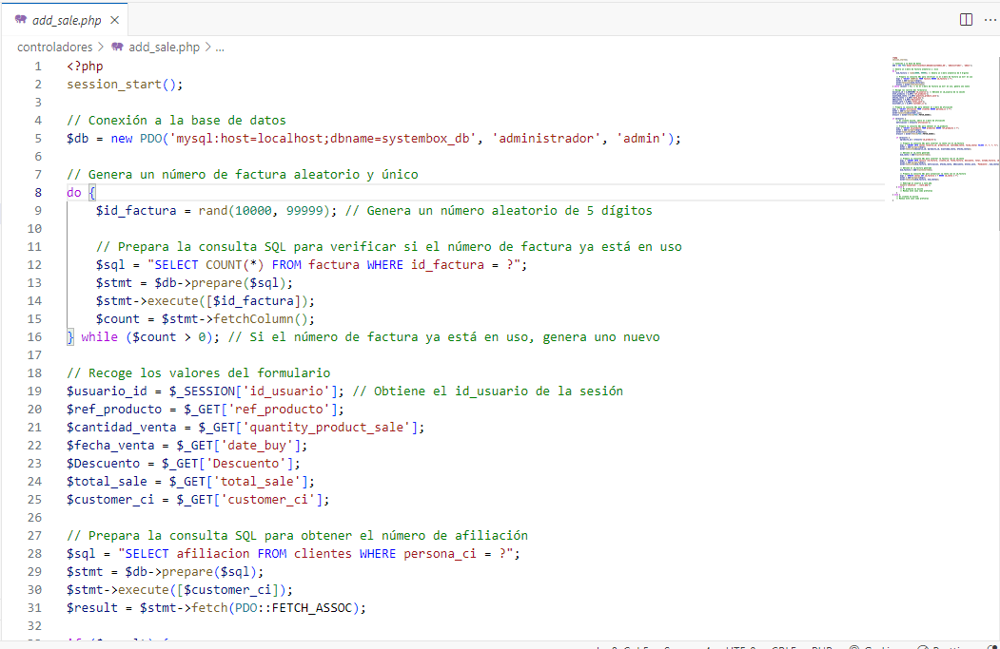 add_sale.php
controladores > add_sale.php > ...
1 <?php
2 session_start();
3
4 // Conexión a la base de datos
5 $db = new PDO('mysql:host=localhost;dbname=systembox_db', 'administrador', 'admin');
6
7 // Genera un número de factura aleatorio y único
8 do {
9 $id_factura = rand(10000, 99999); // Genera un número aleatorio de 5 dígitos
10
11 // Prepara la consulta SQL para verificar si el número de factura ya está en uso
12 $sql = "SELECT COUNT(*) FROM factura WHERE id_factura = ?";
13 $stmt = $db->prepare($sql);
14 $stmt->execute([$id_factura]);
15 $count = $stmt->fetchColumn();
16 } while ($count > 0); // Si el número de factura ya está en uso, genera uno nuevo
17
18 // Recoge los valores del formulario
19 $usuario_id = $_SESSION['id_usuario']; // Obtiene el id_usuario de la sesión
20 $ref_producto = $_GET['ref_producto'];
21 $cantidad_venta = $_GET['quantity_product_sale'];
22 $fecha_venta = $_GET['date_buy'];
23 $Descuento = $_GET['Descuento'];
24 $total_sale = $_GET['total_sale'];
25 $customer_ci = $_GET['customer_ci'];
26
27 // Prepara la consulta SQL para obtener el número de afiliación
28 $sql = "SELECT afiliacion FROM clientes WHERE persona_ci = ?";
29 $stmt = $db->prepare($sql);
30 $stmt->execute([$customer_ci]);
31 $result = $stmt->fetch(PDO::FETCH_ASSOC);
32